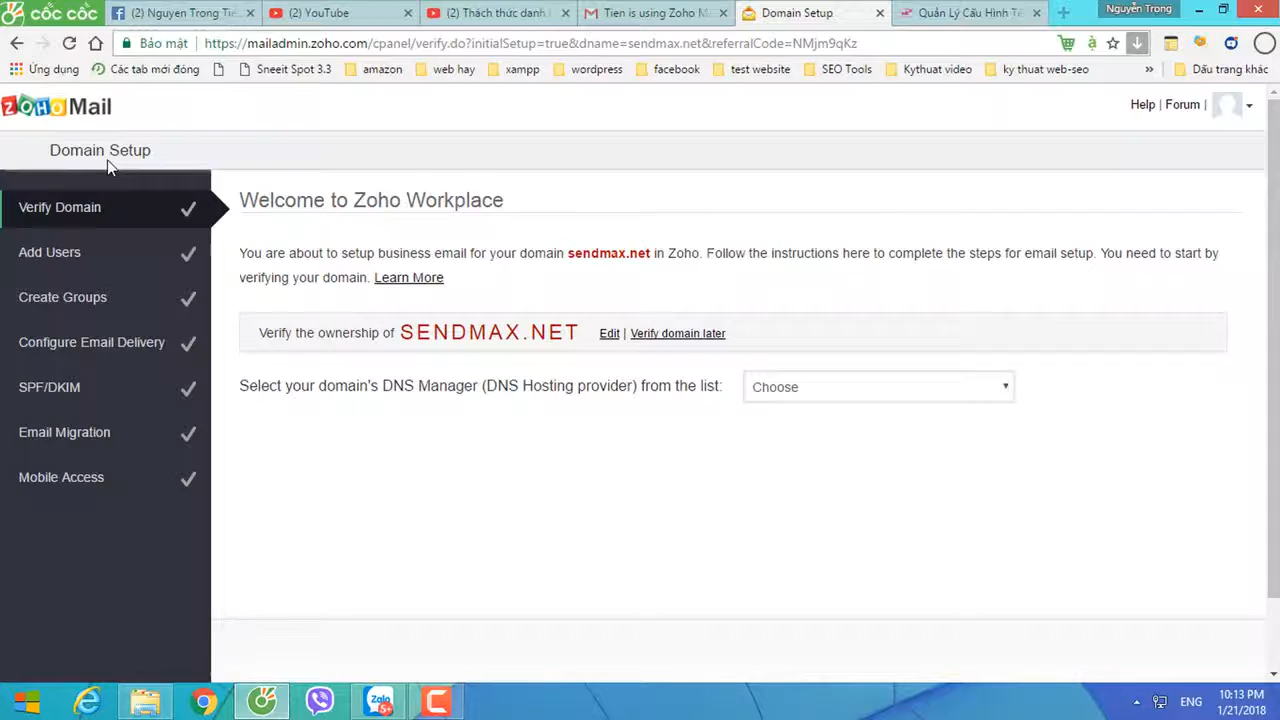 cốc cốc
(2) Nguyen Trong Tiế
(2) YouTube
(2) Thách thức danh h
Tien is using Zoho M
Domain Setup
Quản Lý Cấu Hình Tê
Nguyễn Trọng
Bảo mật
https://mailadmin.zoho.com/cpanel/verify.do?initialSetup=true&dname=sendmax.net&referralCode=NMjm9qKz
Ứng dụng
Các tab mới đóng
Sneeit Spot 3.3
amazon
web hay
xampp
wordpress
facebook
test website
SEO Tools
Kythuat video
ky thuat web-seo
»
Dấu trang khác
ZOHO Mail
Help | Forum |
Domain Setup
Verify Domain
Add Users
Create Groups
Configure Email Delivery
SPF/DKIM
Email Migration
Mobile Access
Welcome to Zoho Workplace
You are about to setup business email for your domain sendmax.net in Zoho. Follow the instructions here to complete the steps for email setup. You need to start by
verifying your domain. Learn More
Verify the ownership of SENDMAX.NET Edit | Verify domain later
Select your domain's DNS Manager (DNS Hosting provider) from the list: Choose
Zalo
5+
ENG
10:13 PM
1/21/2018